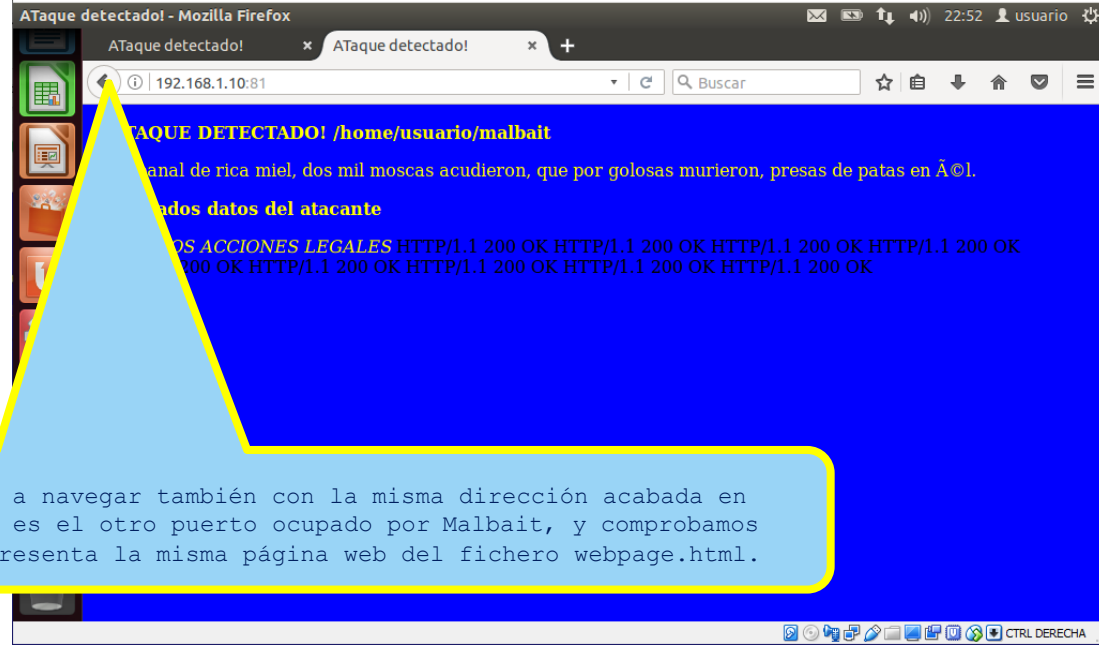 ATaque detectado! - Mozilla Firefox
22:52 usuario
ATaque detectado! ×
ATaque detectado! ×
192.168.1.10:81
Buscar
TAQUE DETECTADO! /home/usuario/malbait
anal de rica miel, dos mil moscas acudieron, que por golosas murieron, presas de patas en Ã©l.
ados datos del atacante
OS ACCIONES LEGALES HTTP/1.1 200 OK HTTP/1.1 200 OK HTTP/1.1 200 OK HTTP/1.1 200 OK
200 OK HTTP/1.1 200 OK HTTP/1.1 200 OK HTTP/1.1 200 OK HTTP/1.1 200 OK
a navegar también con la misma dirección acabada en
es el otro puerto ocupado por Malbait, y comprobamos
resenta la misma página web del fichero webpage.html.
CTRL DERECHA